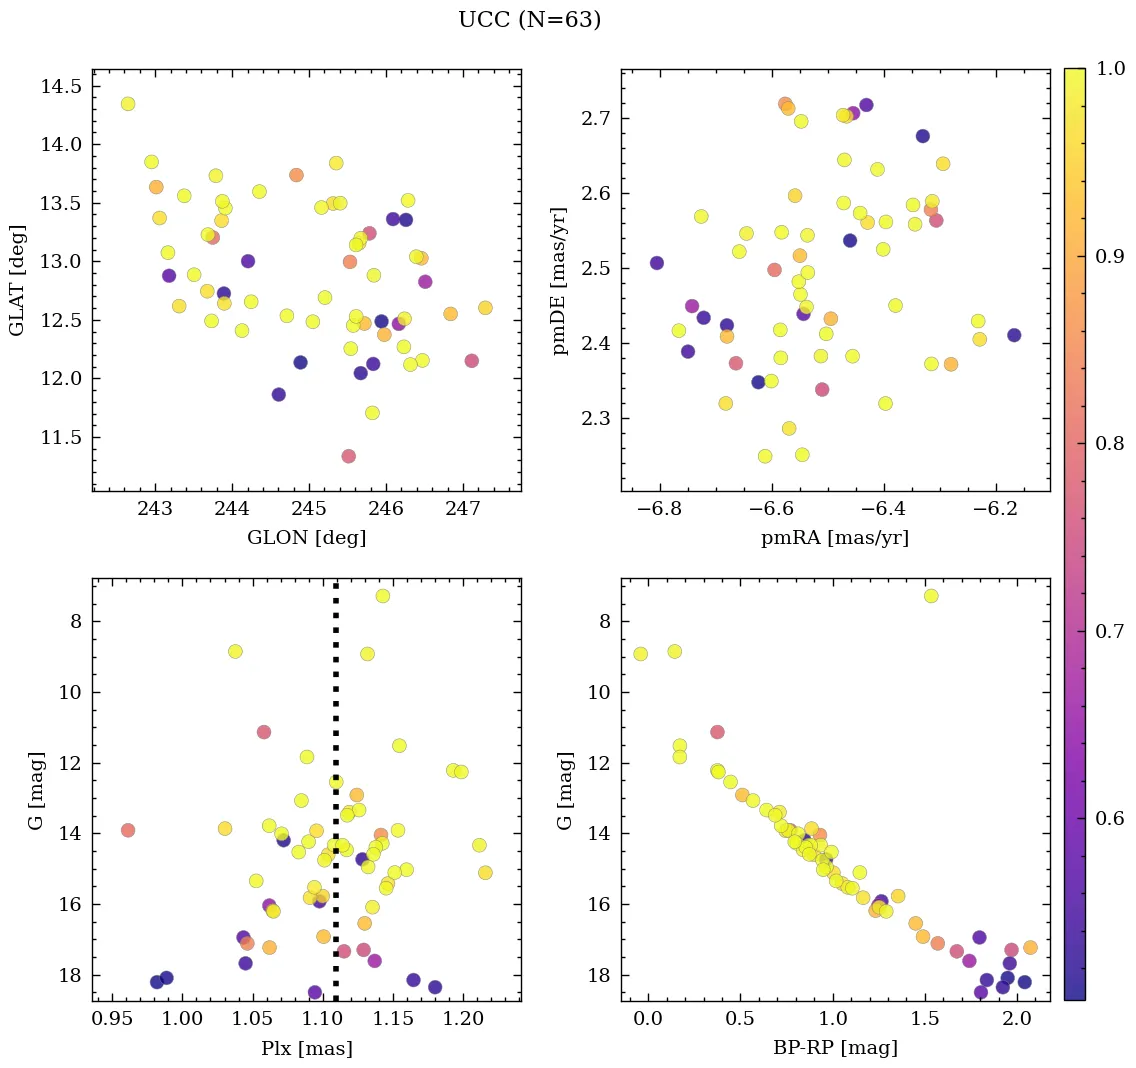 UCC (N=63)
14.5
14.0
13.5
13.0
12.5
12.0
11.5
GLAT [deg]
243 244 245 246 247
GLON [deg]
2.7
2.6
2.5
2.4
2.3
pmDE [mas/yr]
−6.8 −6.6 −6.4 −6.2
pmRA [mas/yr]
1.0
0.9
0.8
0.7
0.6
8
10
12
14
16
18
G [mag]
0.95 1.00 1.05 1.10 1.15 1.20
Plx [mas]
8
10
12
14
16
18
G [mag]
0.0 0.5 1.0 1.5 2.0
BP-RP [mag]